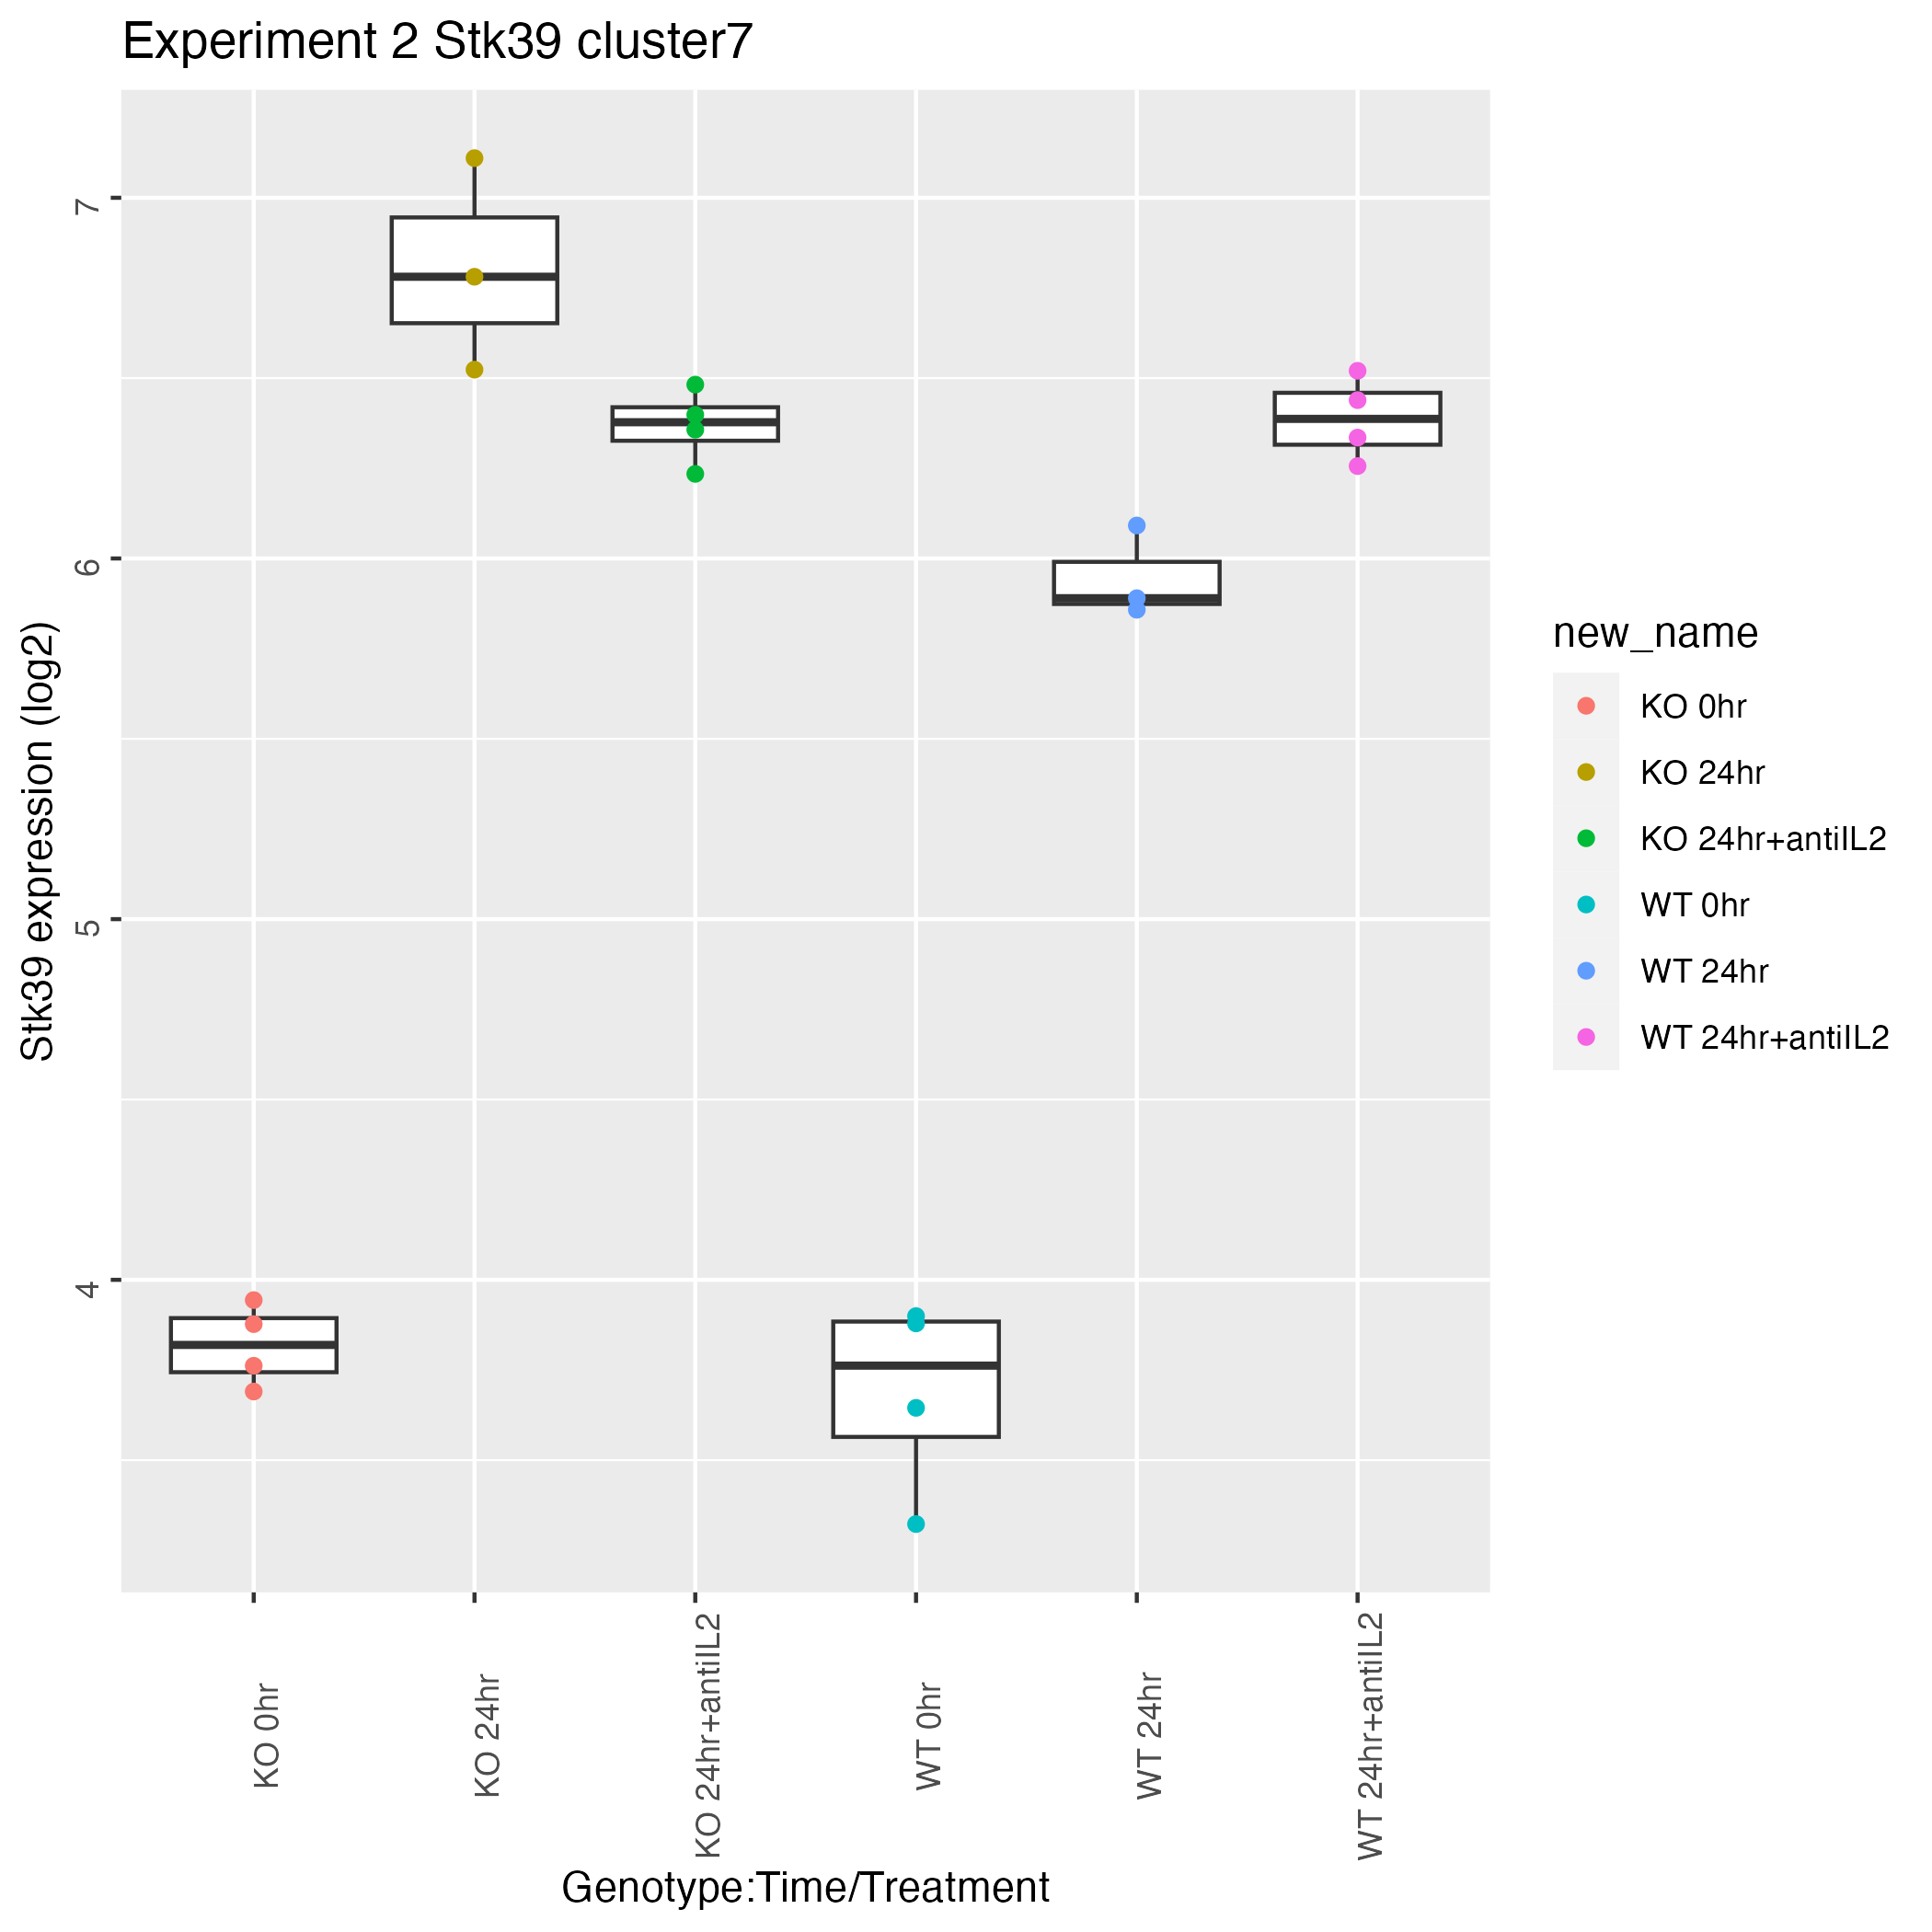 Experiment 2 Stk39 cluster7
Stk39 expression (log2)
7
6
5
4
KO 0hr
KO 24hr
KO 24hr+antiIL2
WT 0hr
WT 24hr
WT 24hr+antiIL2
Genotype:Time/Treatment
new_name
KO 0hr
KO 24hr
KO 24hr+antiIL2
WT 0hr
WT 24hr
WT 24hr+antiIL2